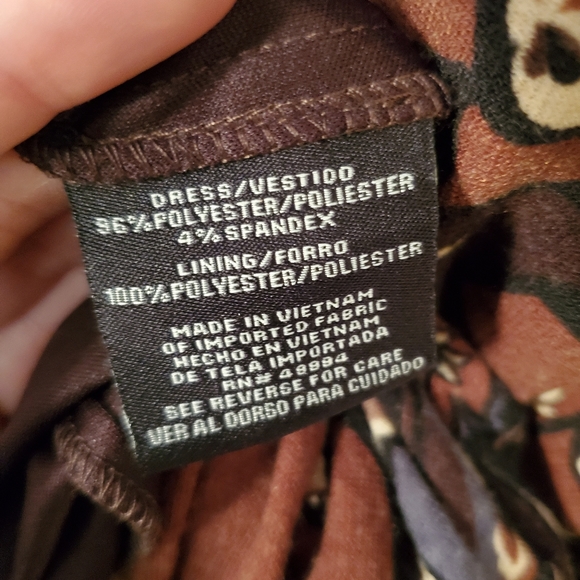 DRESS/VESTIDO
96%POLYESTER/POLIESTER
4%SPANDEX
LINING/FORRO
100%POLYESTER/POLIESTER
MADE IN VIETNAM
OF IMPORTED FABRIC
HECHO EN VIETNAM
DE TELA IMPORTADA
RN# 49994
SEE REVERSE FOR CARE
VER AL DORSO PARA CUIDADO